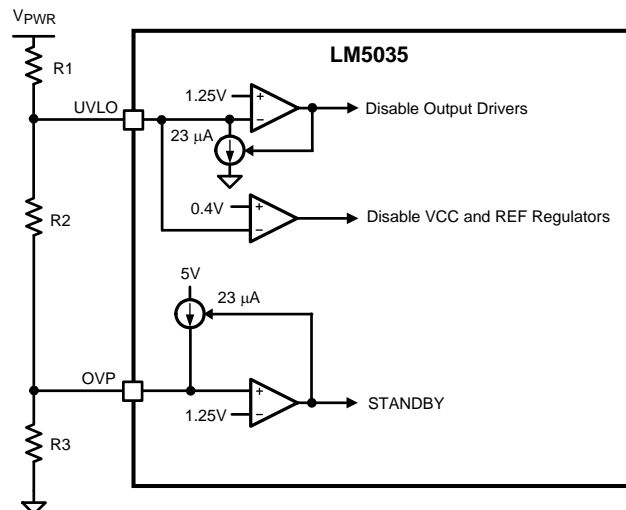 VPWR
R1
LM5035
UVLO
1.25V
+
−
Disable Output Drivers
23 μA
R2
0.4V
+
−
Disable VCC and REF Regulators
5V
23 μA
OVP
+
1.25V
−
STANDBY
R3